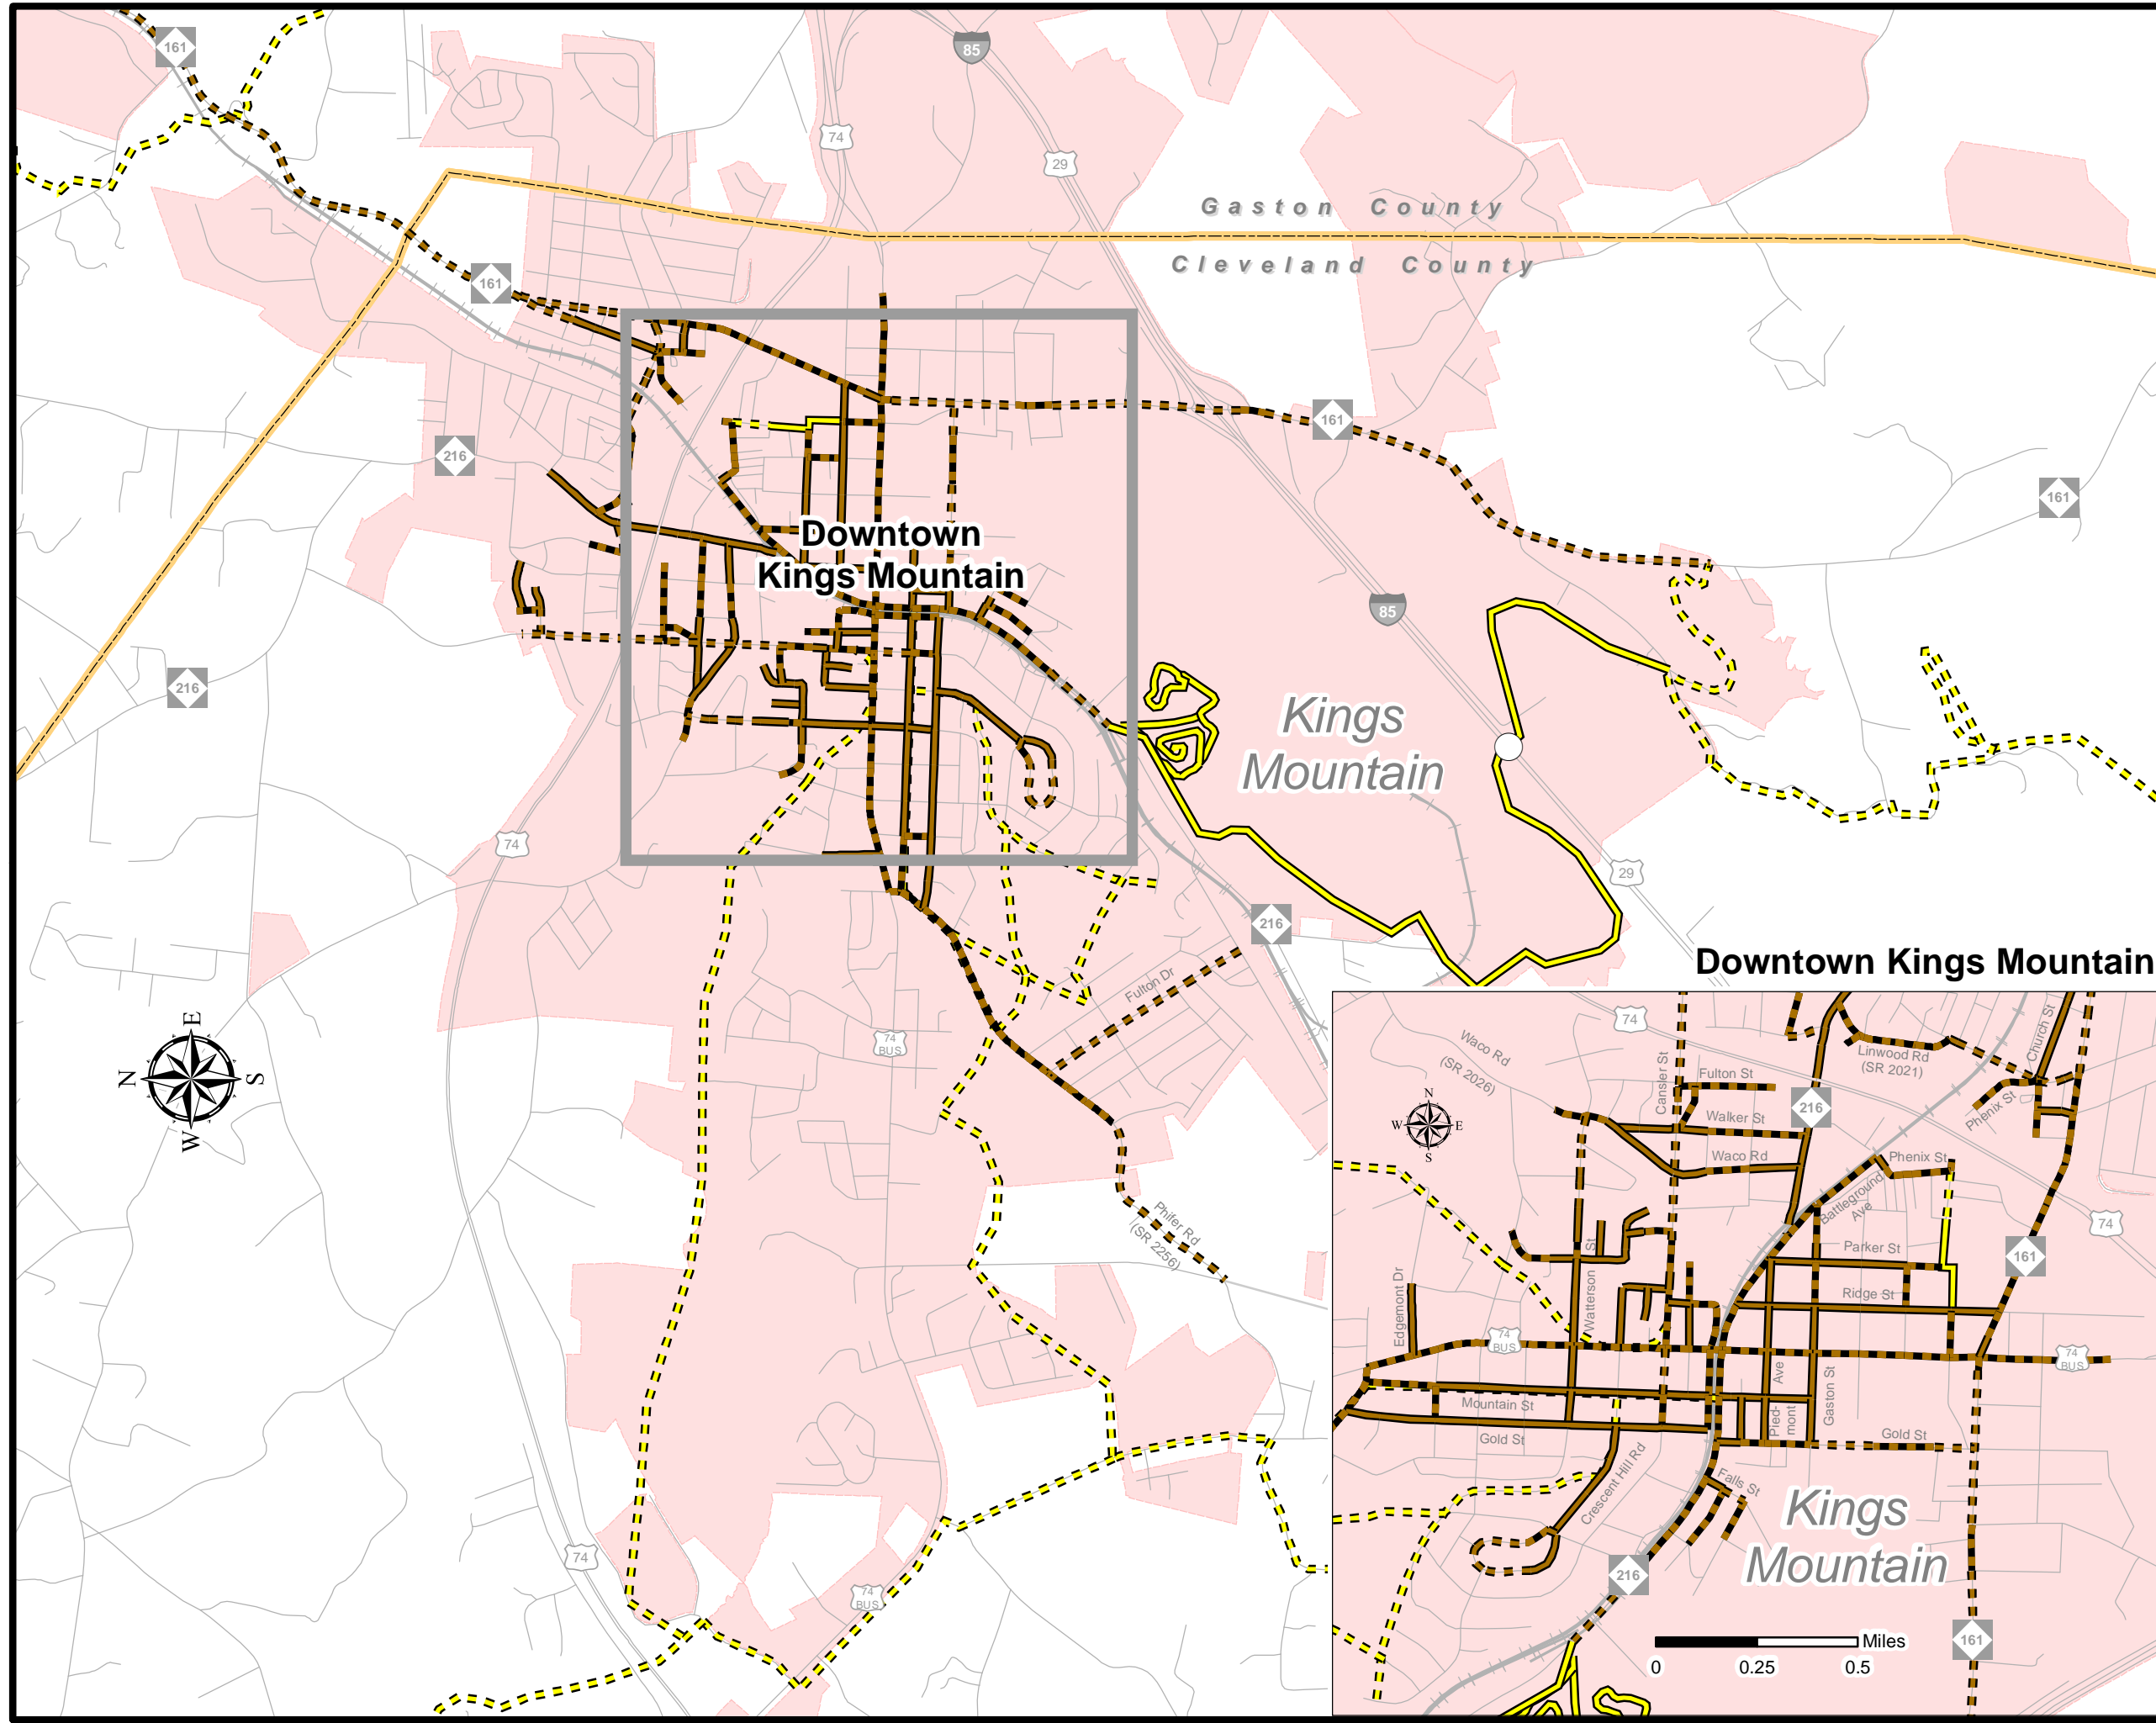 161
85
74
29
Gaston County
Cleveland County
161
161
216
161
Downtown
Kings Mountain
85
216
Kings
Mountain
74
29
216
Downtown Kings Mountain
Fulton Dr
74
BUS
N
E
S
W
Phifer Rd
(SR 2256)
74
74
BUS
74
Waco Rd
(SR 2026)
Cansler St
Fulton St
Linwood Rd
(SR 2021)
Church St
N
W
E
S
Walker St
216
Phenix St
Waco Rd
Phenix St
Battleground
Ave
74
Parker St
161
Watterson St
Edgemont Dr
Ridge St
74
BUS
74
BUS
Pied-
mont
Ave
Gaston St
Mountain St
Gold St
Gold St
Crescent Hill Rd
Falls St
Kings
Mountain
216
161
Miles
0
0.25
0.5